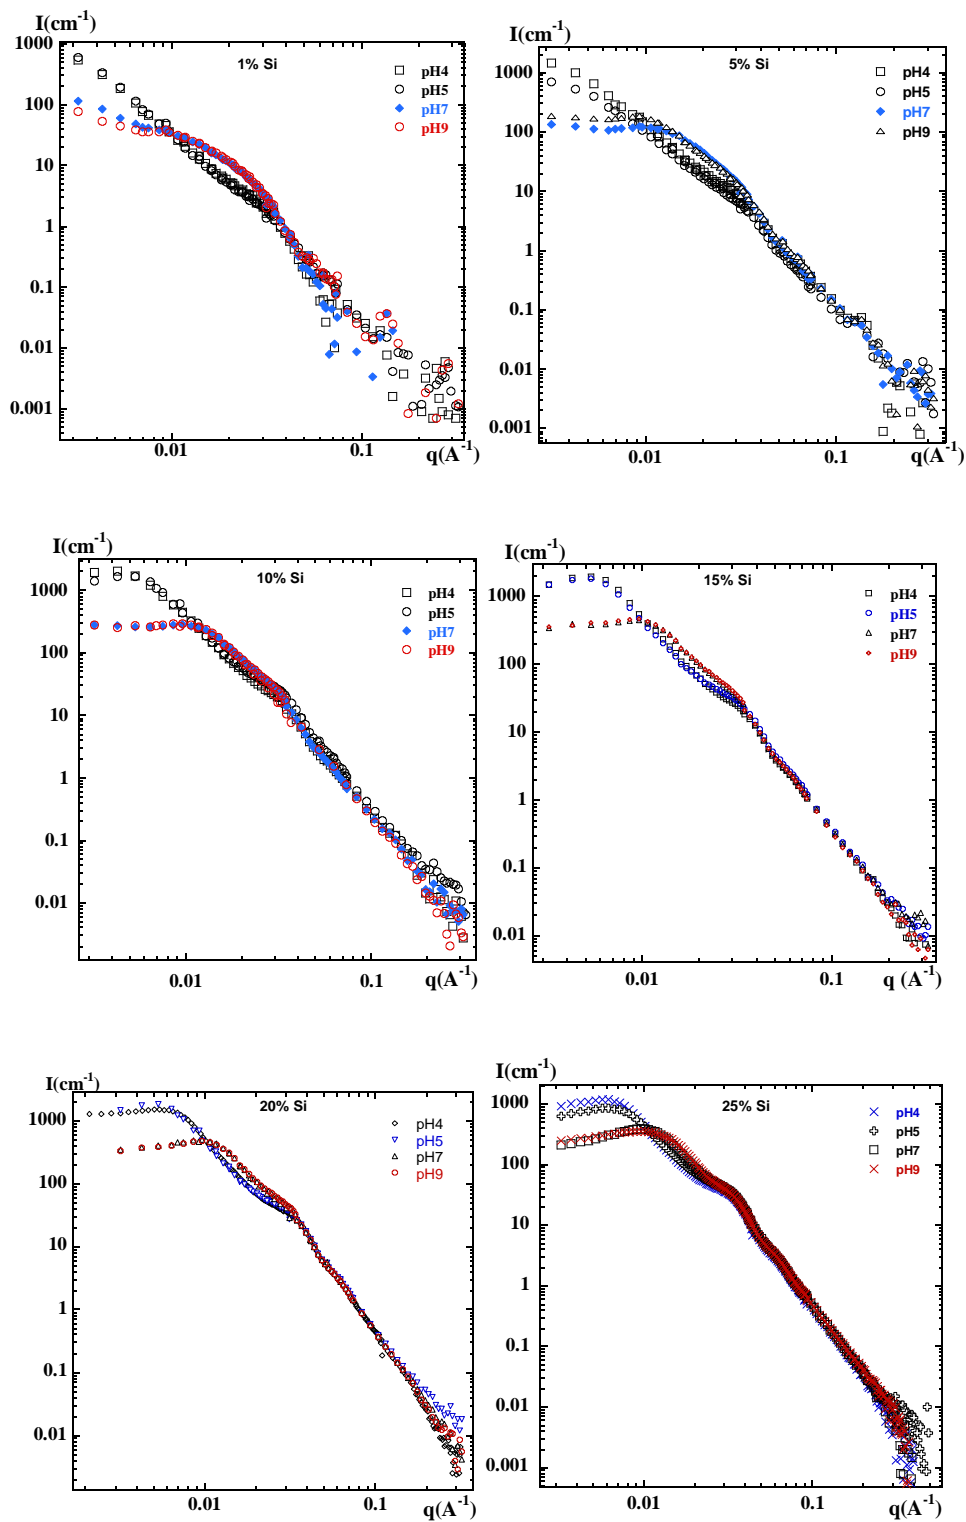 I(cm-1)
1% Si
1000
100
10
1
0.1
0.01
0.001
pH4
pH5
pH7
pH9
0.01
0.1
q(A-1)
I(cm-1)
5% Si
1000
100
10
1
0.1
0.01
0.001
pH4
pH5
pH7
pH9
0.01
0.1
q(A-1)
I(cm-1)
10% Si
1000
100
10
1
0.1
0.01
pH4
pH5
pH7
pH9
0.01
0.1
q(A-1)
I(cm-1)
15% Si
1000
100
10
1
0.1
0.01
pH4
pH5
pH7
pH9
0.01
0.1
q (A-1)
I(cm-1)
20% Si
1000
100
10
1
0.1
0.01
pH4
pH5
pH7
pH9
0.01
0.1
q(A-1)
I(cm-1)
25% Si
1000
100
10
1
0.1
0.01
0.001
pH4
pH5
pH7
pH9
0.01
0.1
q(A-1)